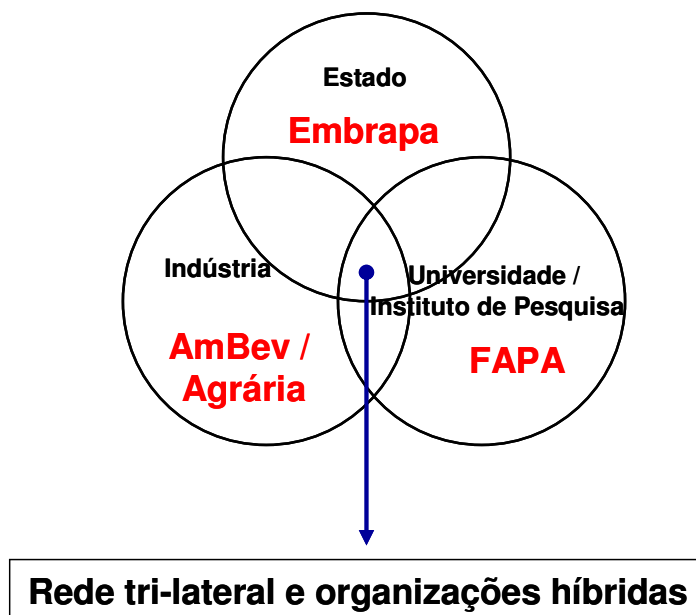 Estado
Embrapa
Indústria
AmBev /
Agrária
Universidade /
Instituto de Pesquisa
FAPA
Rede tri-lateral e organizações híbridas